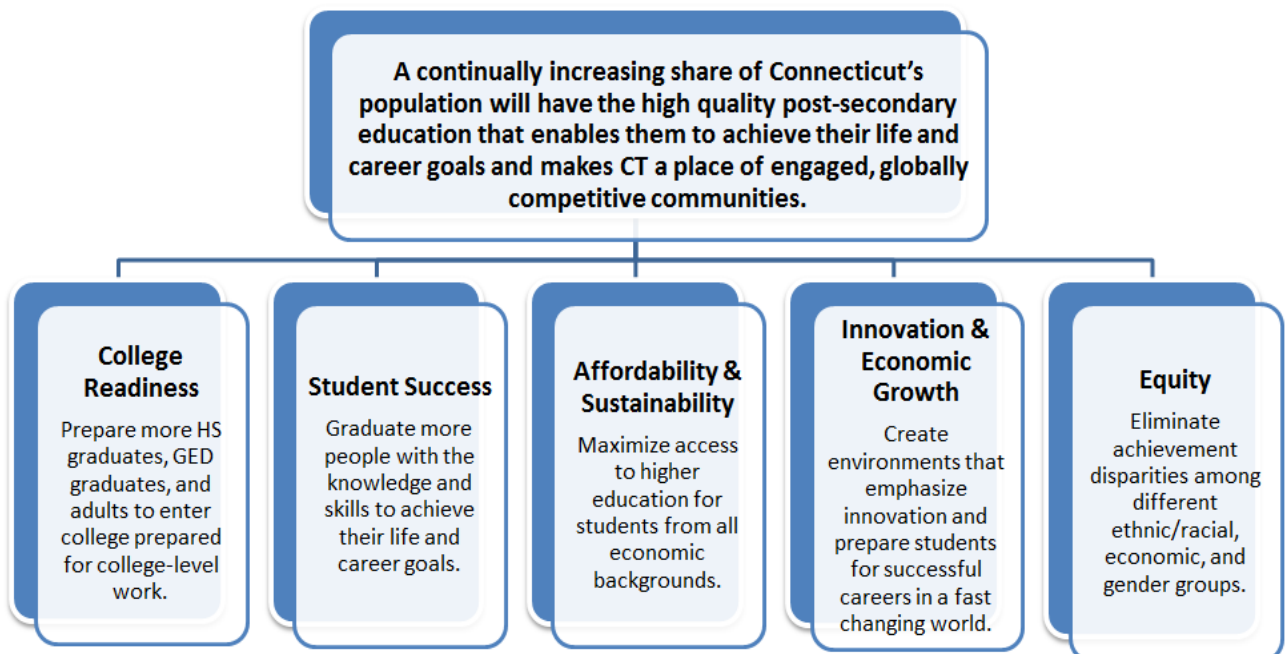 A continually increasing share of Connecticut's
population will have the high quality post-secondary
education that enables them to achieve their life and
career goals and makes CT a place of engaged, globally
competitive communities.
College
Readiness
Prepare more HS
graduates, GED
graduates, and
adults to enter
college prepared
for college-level
work.
Student Success
Graduate more
people with the
knowledge and
skills to achieve
their life and
career goals.
Affordability &
Sustainability
Maximize access
to higher
education for
students from all
economic
backgrounds.
Innovation &
Economic
Growth
Create
environments that
emphasize
innovation and
prepare students
for successful
careers in a fast
changing world.
Equity
Eliminate
achievement
disparities among
different
ethnic/racial,
economic, and
gender groups.